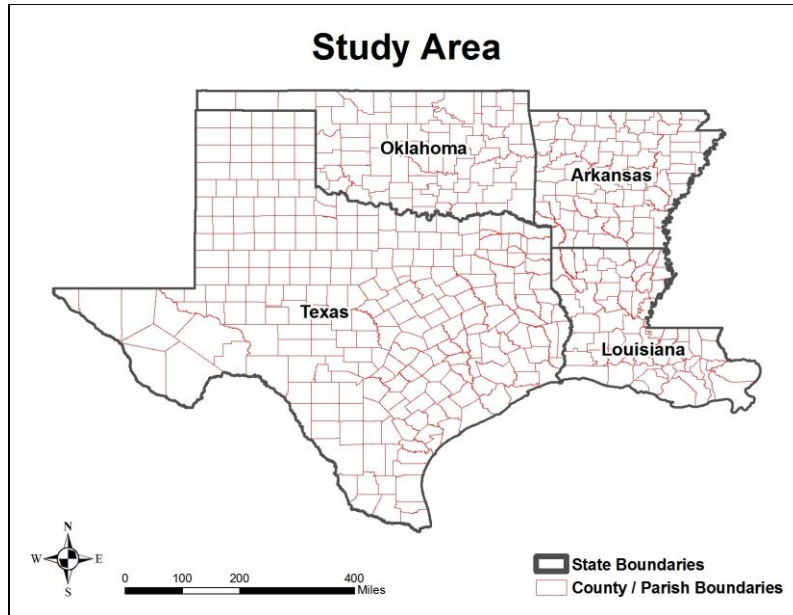 Study Area
Oklahoma
Arkansas
Texas
Louisiana
N
W E
S
0 100 200 400
Miles
State Boundaries
County / Parish Boundaries